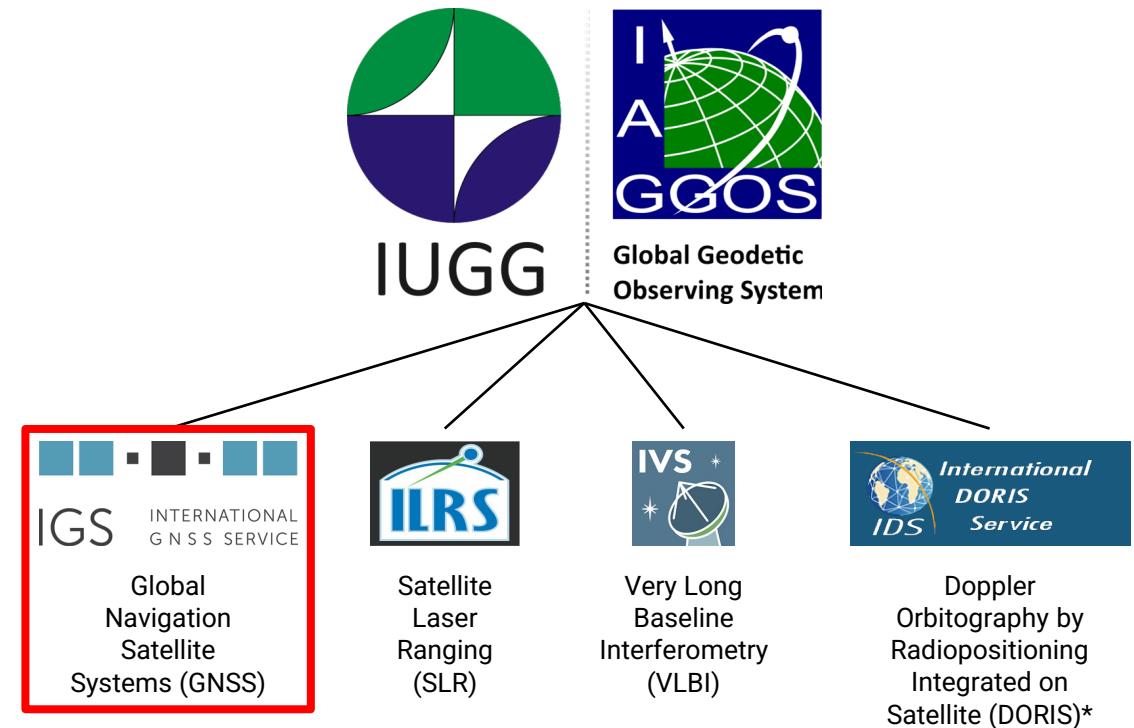 IUGG
I
A
GGOS
Global Geodetic
Observing System
IGS
INTERNATIONAL
GNSS SERVICE
Global
Navigation
Satellite
Systems (GNSS)
ILRS
Satellite
Laser
Ranging
(SLR)
IVS
Very Long
Baseline
Interferometry
(VLBI)
IDS
International
DORIS
Service
Doppler
Orbitography by
Radiopositioning
Integrated on
Satellite (DORIS)*